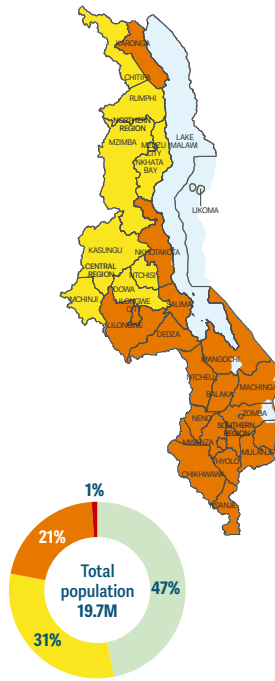 KARONGA
CHITIPA
RUMPHI
NORTHERN
REGION
MZIMBA
MZUZU
CITY
NKHATA
BAY
LAKE
MALAWI
LIKOMA
KASUNGU
NKHOTAKOTA
CENTRAL
REGION
NTCHISI
DOWA
MCHINJI
LILONGWE
CITY
SALIMA
LILONGWE
DEDZA
MANGOCHI
NTCHEU
MACHINGA
BALAKA
ZOMBA
NENO
SOUTHERN
REGION
MWANZA
MULANJE
THYOLO
CHIKHWAWA
NSANJE
1%
21%
47%
31%
Total
population
19.7M